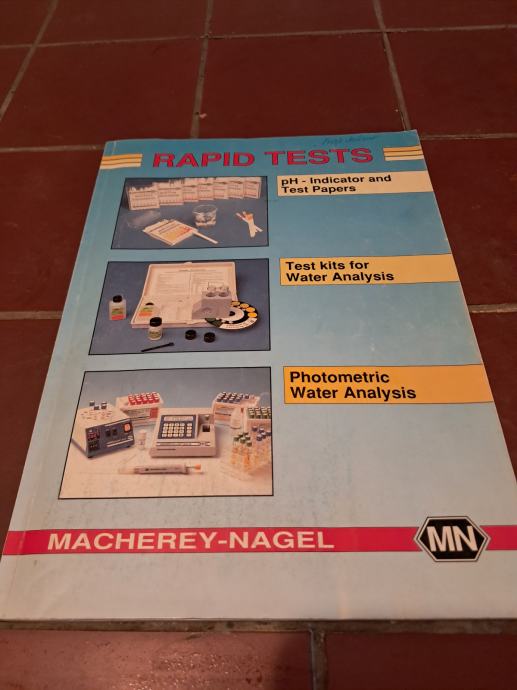 RAPID TESTS
pH - Indicator and
Test Papers
Test kits for
Water Analysis
Photometric
Water Analysis
MACHEREY-NAGEL
MN